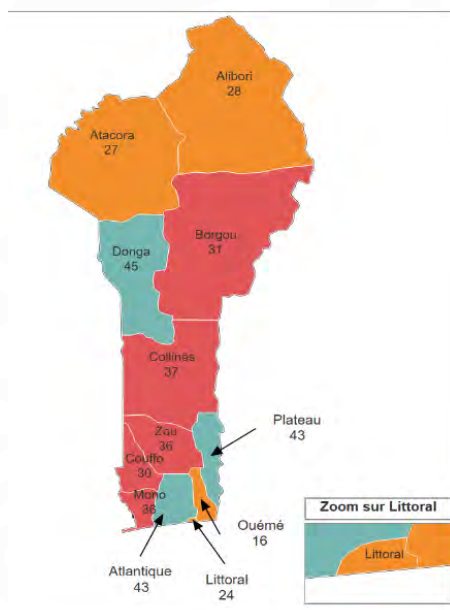 Alibori
28
Atacora
27
Borgou
31
Donga
45
Collines
37
Plateau
43
Zou
36
Couffo
30
Mono
36
Ouémé
16
Zoom sur Littoral
Littoral
Atlantique
43
Littoral
24